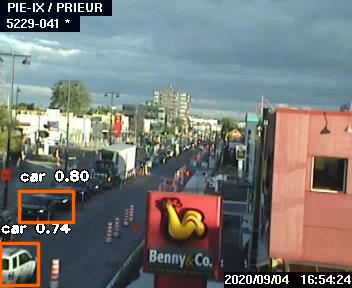 PIE-IX / PRIEUR
5229-041 *
car 0.80
car 0.74
Benny&Co.
2020/09/04 16:54:24